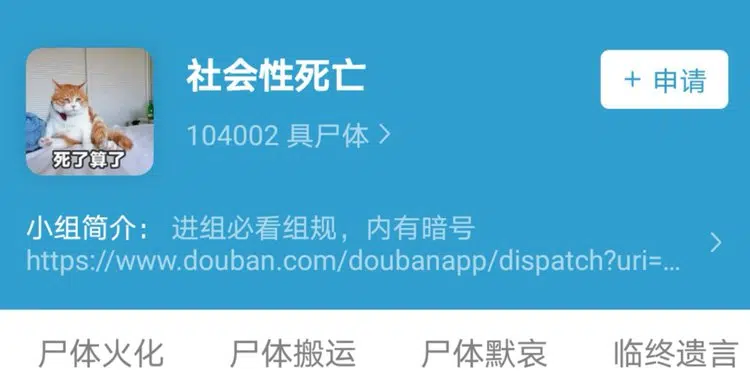 社会性死亡
+ 申请
104002 具尸体 >
死了算了
小组简介： 进组必看组规，内有暗号
https://www.douban.com/doubanapp/dispatch?uri=...
尸体火化 尸体搬运 尸体默哀 临终遗言